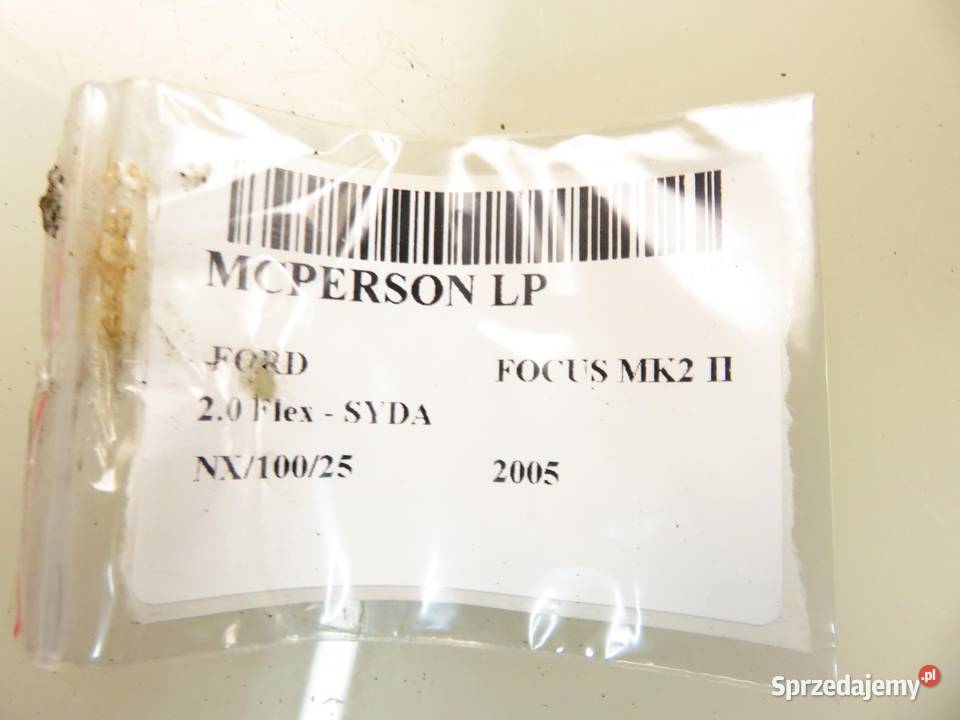 MCPERSON LP
FORD FOCUS MK2 II
2.0 Flex - SYDA
NX/100/25 2005
Sprzedajemy.pl